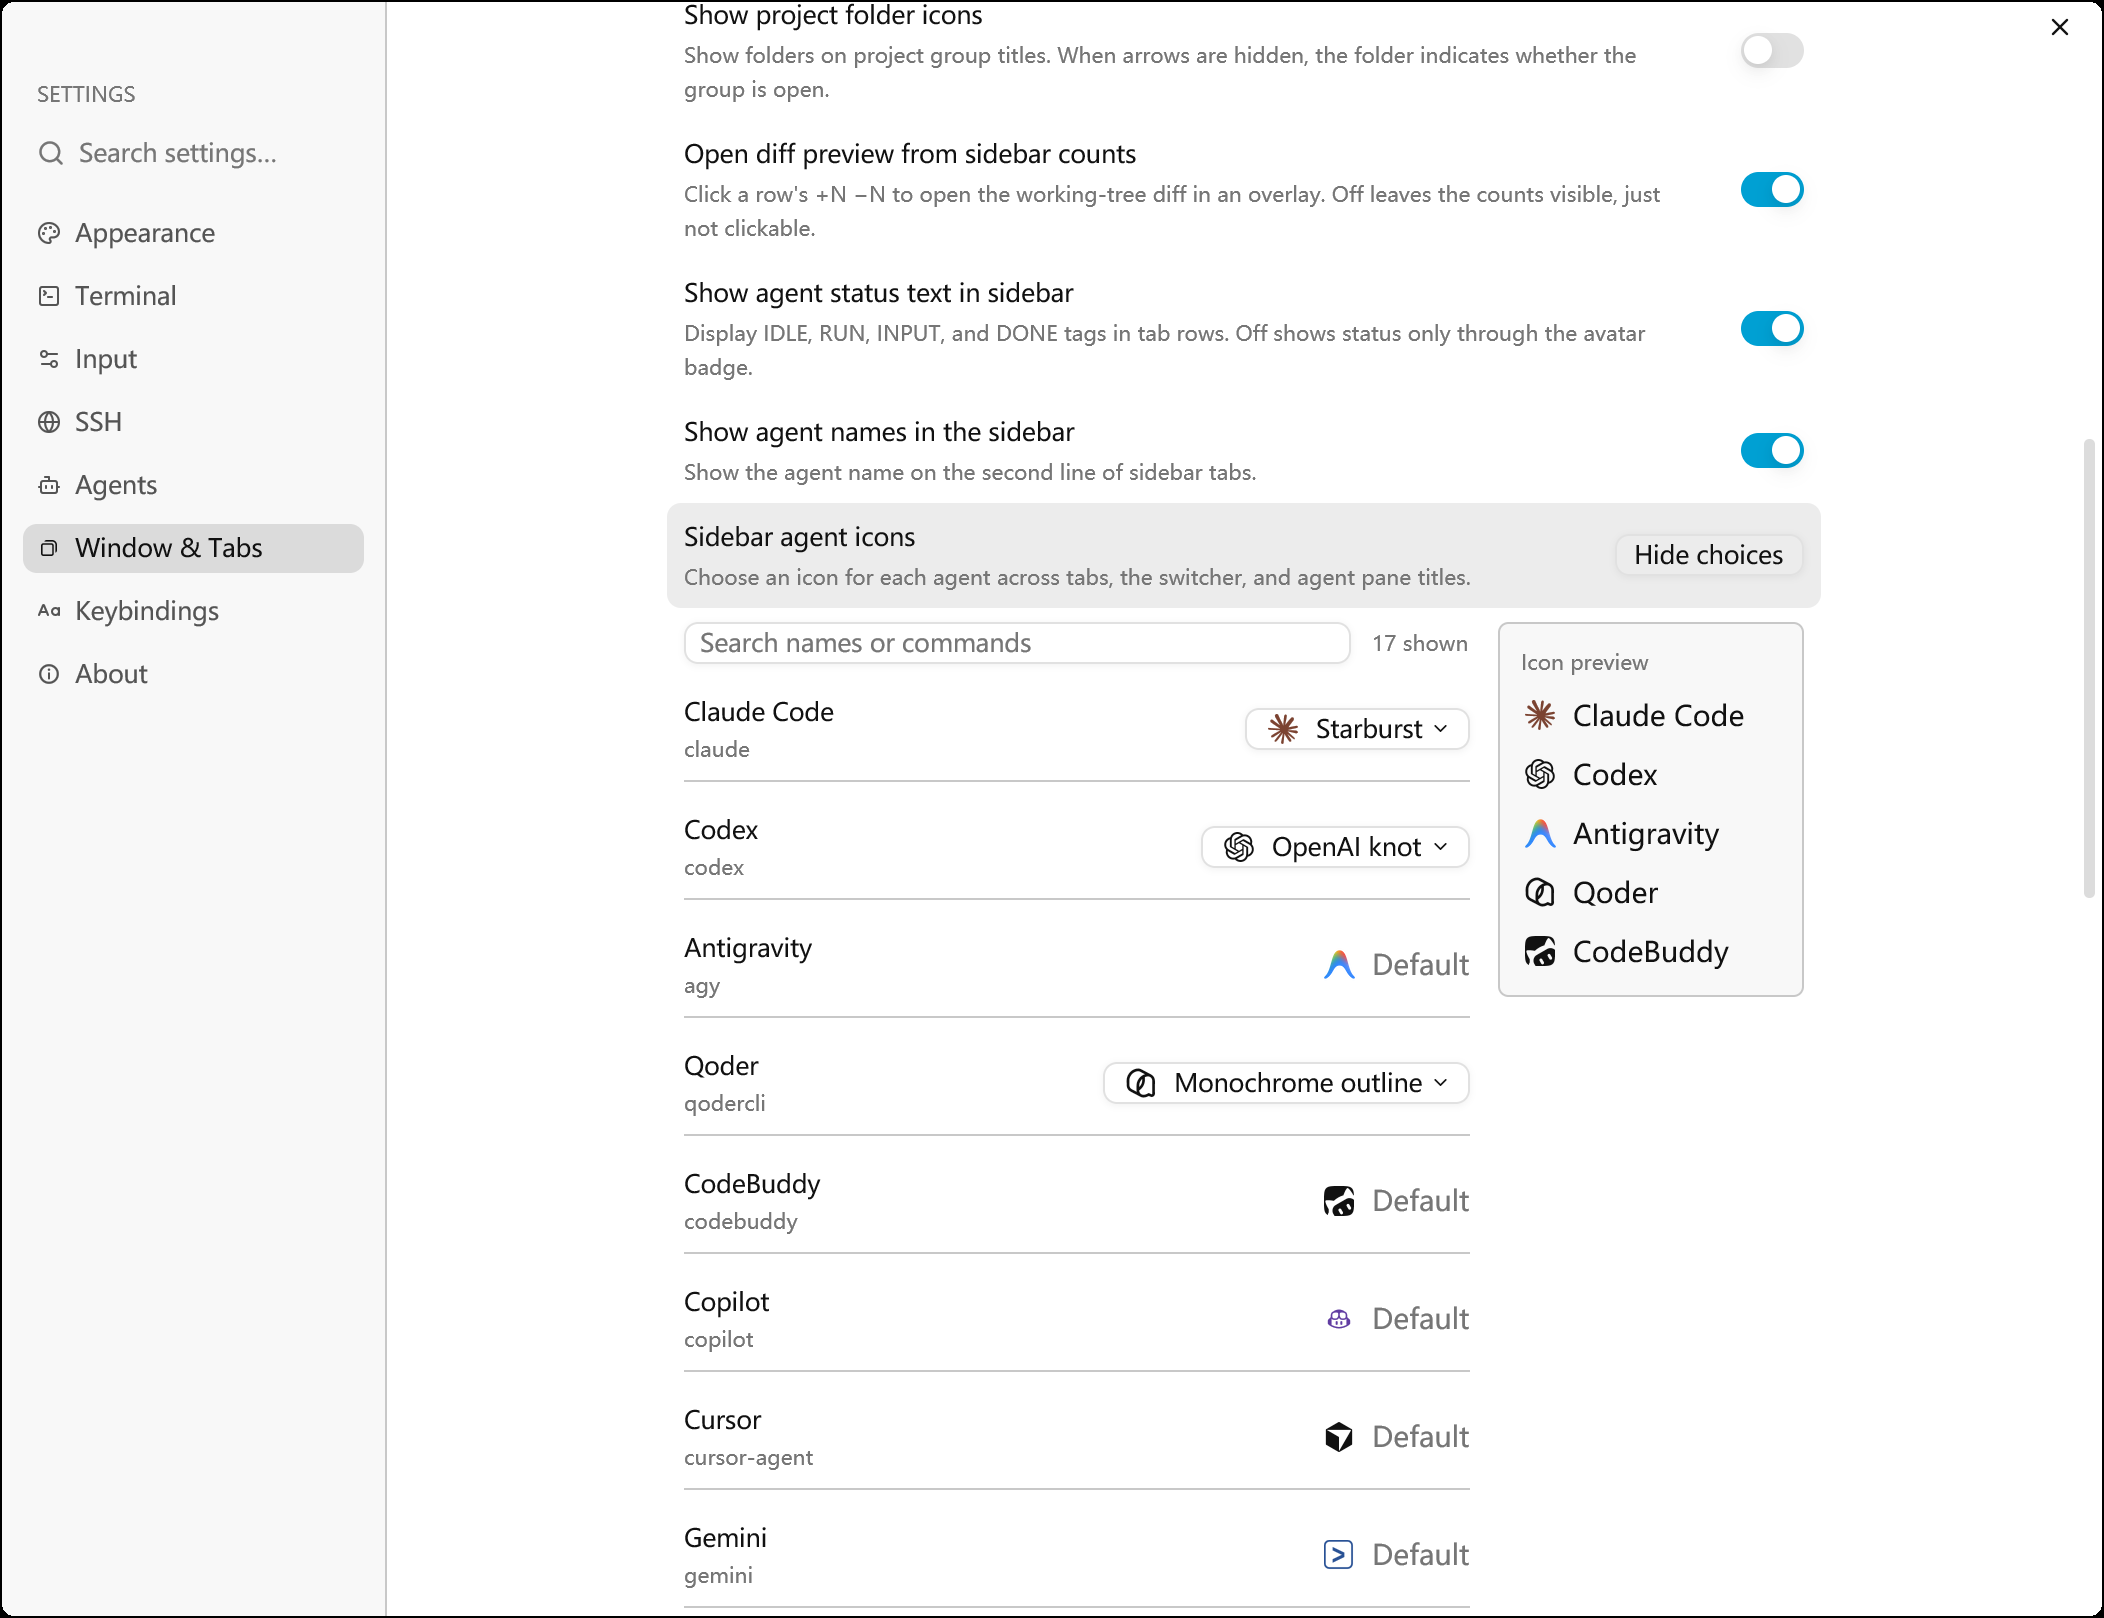 SETTINGS
Search settings...
Appearance
Terminal
Input
SSH
Agents
Window & Tabs
Aa Keybindings
About
Show project folder icons
Show folders on project group titles. When arrows are hidden, the folder indicates whether the
group is open.
Open diff preview from sidebar counts
Click a row's +N −N to open the working-tree diff in an overlay. Off leaves the counts visible, just
not clickable.
Show agent status text in sidebar
Display IDLE, RUN, INPUT, and DONE tags in tab rows. Off shows status only through the avatar
badge.
Show agent names in the sidebar
Show the agent name on the second line of sidebar tabs.
Sidebar agent icons
Choose an icon for each agent across tabs, the switcher, and agent pane titles.
Hide choices
Search names or commands
17 shown
Claude Code
claude
Starburst
Codex
codex
OpenAI knot
Antigravity
agy
Default
Qoder
qodercli
Monochrome outline
CodeBuddy
codebuddy
Default
Copilot
copilot
Default
Cursor
cursor-agent
Default
Gemini
gemini
Default
Icon preview
Claude Code
Codex
Antigravity
Qoder
CodeBuddy